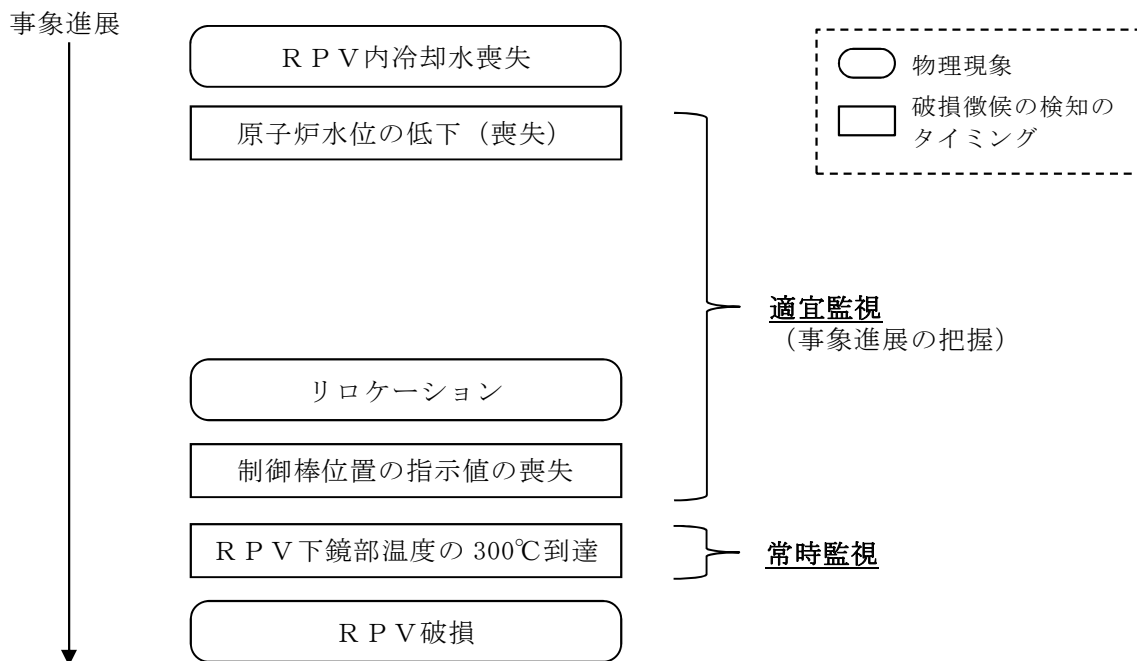 事象進展
ＲＰＶ内冷却水喪失
原子炉水位の低下（喪失）
リロケーション
制御棒位置の指示値の喪失
ＲＰＶ下鏡部温度の 300℃到達
ＲＰＶ破損
適宜監視
（事象進展の把握）
常時監視
物理現象
破損徴候の検知の
タイミング